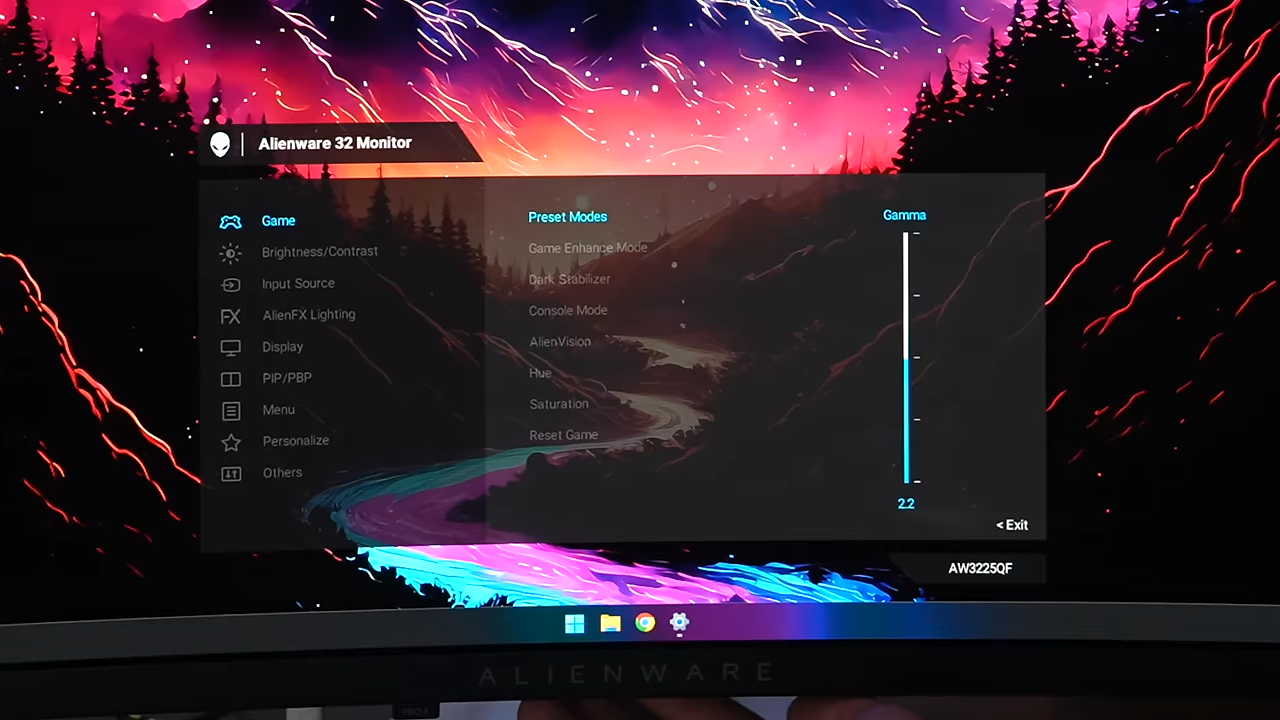 Alienware 32 Monitor
Game
Brightness/Contrast
Input Source
FX AlienFX Lighting
Display
PIP/PBP
Menu
Personalize
Others
Preset Modes
Game Enhance Mode
Dark Stabilizer
Console Mode
AlienVision
Hue
Saturation
Reset Game
Gamma
2.2
< Exit
AW3225QF
ALIENWARE